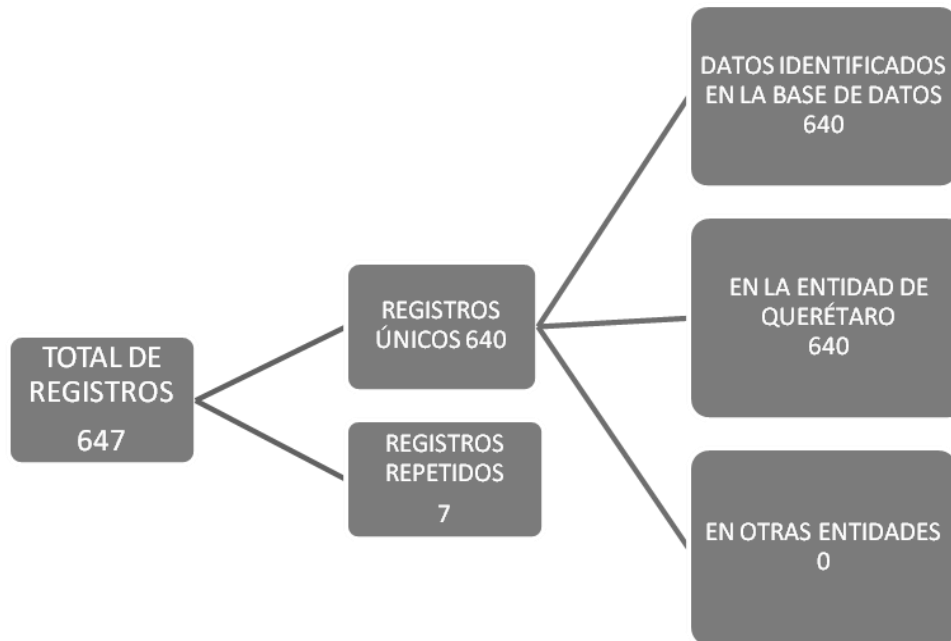 TOTAL DE
REGISTROS
647
REGISTROS
ÚNICOS 640
REGISTROS
REPETIDOS
7
DATOS IDENTIFICADOS
EN LA BASE DE DATOS
640
EN LA ENTIDAD DE
QUERÉTARO
640
EN OTRAS ENTIDADES
0